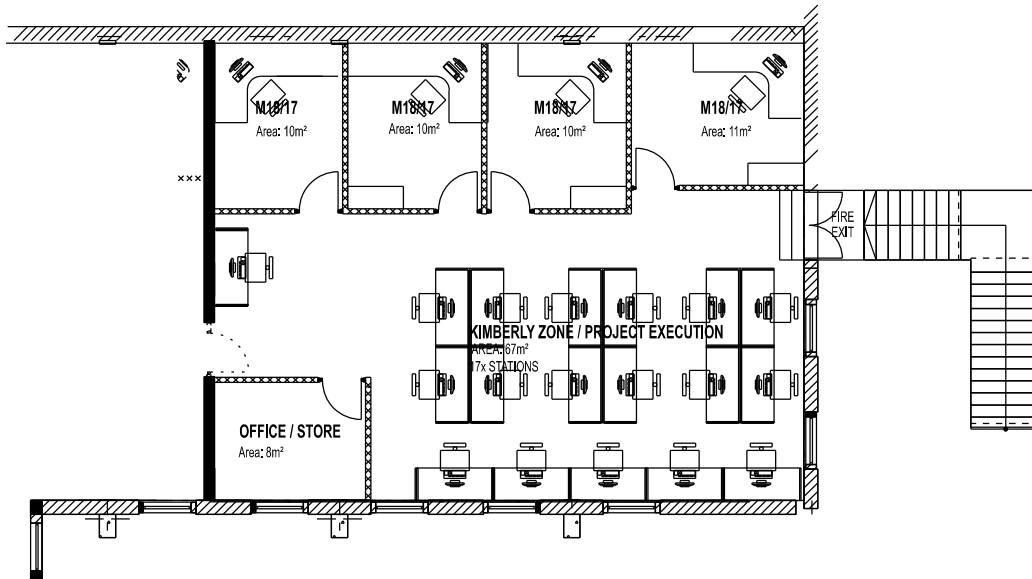 M18/17
Area: 10m²
M18/17
Area: 10m²
M18/17
Area: 10m²
M18/17
Area: 11m²
FIRE
EXIT
KIMBERLY ZONE / PROJECT EXECUTION
AREA: 67m²
17x STATIONS
OFFICE / STORE
Area: 8m²